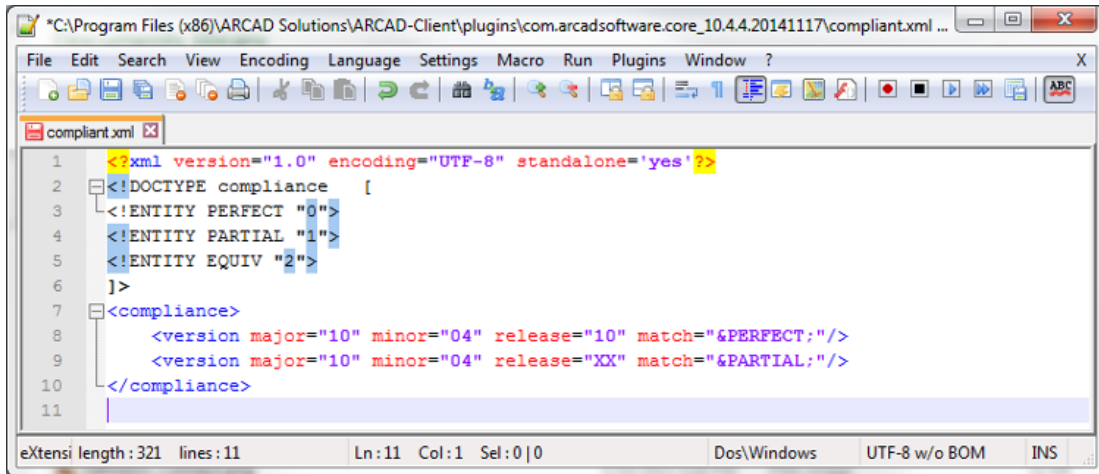 *C:\Program Files (x86)\ARCAD Solutions\ARCAD-Client\plugins\com.arcadsoftware.core_10.4.4.20141117\compliant.xml ...
File Edit Search View Encoding Language Settings Macro Run Plugins Window ? X
ABC
compliant.xml
1 <?xml version="1.0" encoding="UTF-8" standalone='yes'?>
2 <!DOCTYPE compliance [
3 <!ENTITY PERFECT "0">
4 <!ENTITY PARTIAL "1">
5 <!ENTITY EQUIV "2">
6 ]>
7 <compliance>
8 <version major="10" minor="04" release="10" match="&PERFECT;"/>
9 <version major="10" minor="04" release="XX" match="&PARTIAL;"/>
10 </compliance>
11
eXtensi length : 321 lines : 11 Ln : 11 Col : 1 Sel : 0 | 0 Dos\Windows UTF-8 w/o BOM INS